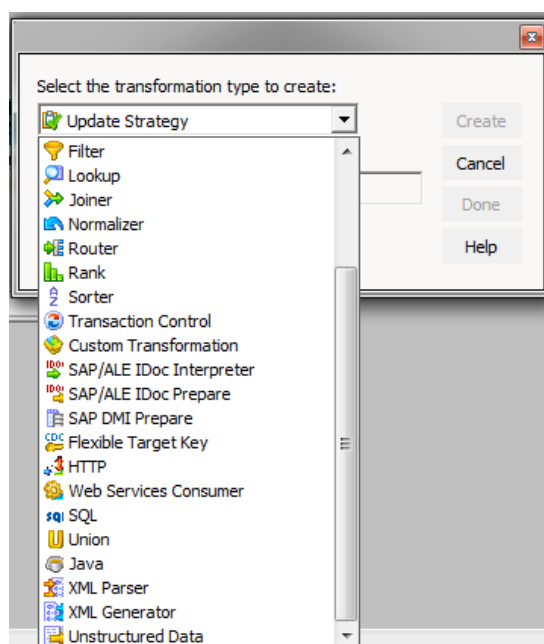 Select the transformation type to create:
Update Strategy
Create
Filter
Lookup
Cancel
Joiner
Normalizer
Done
Router
Help
Rank
Sorter
Transaction Control
Custom Transformation
SAP/ALE IDoc Interpreter
SAP/ALE IDoc Prepare
SAP DMI Prepare
CDC Flexible Target Key
HTTP
Web Services Consumer
SQL SQL
Union
Java
XML Parser
XML Generator
Unstructured Data